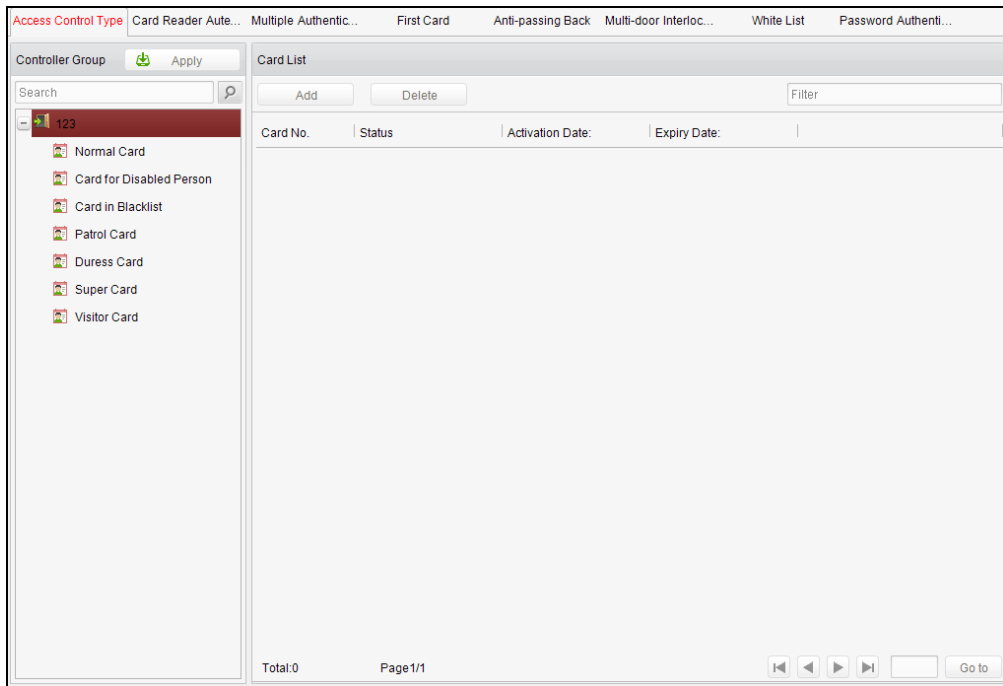 Access Control Type Card Reader Aute... Multiple Authentic... First Card Anti-passing Back Multi-door Interloc... White List Password Authenti...
Controller Group Apply
Search
123
Normal Card
Card for Disabled Person
Card in Blacklist
Patrol Card
Duress Card
Super Card
Visitor Card
Card List
Add Delete Filter
Card No. Status Activation Date: Expiry Date:
Total:0 Page1/1 Go to